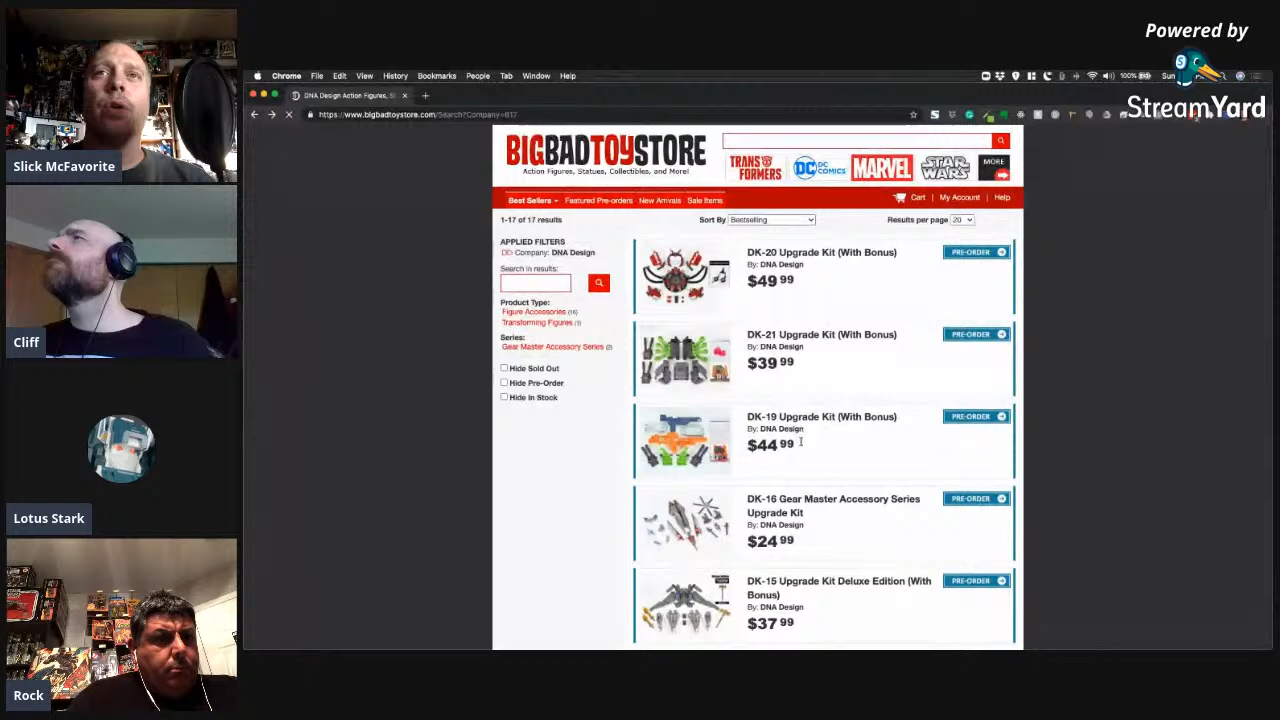 Powered by
StreamYard
Slick McFavorite
Cliff
Lotus Stark
Rock
Chrome File Edit View History Bookmarks People Tab Window Help
100%
Sun
DNA Design Action Figures, S
https://www.bigbadtoystore.com/Search?Company=817
BIGBADTOYSTORE
Action Figures, Statues, Collectibles, and More!
TRANSFORMERS
DC COMICS
MARVEL
STAR WARS
MORE
Best Sellers Featured Pre-orders New Arrivals Sale Items
Cart | My Account | Help
1-17 of 17 results
Sort By Bestselling
Results per page 20
APPLIED FILTERS
Company: DNA Design
Search in results:
Product Type:
Figure Accessories (16)
Transforming Figures (1)
Series:
Gear Master Accessory Series (2)
Hide Sold Out
Hide Pre-Order
Hide In Stock
DK-20 Upgrade Kit (With Bonus)
By: DNA Design
$49 99
PRE-ORDER
DK-21 Upgrade Kit (With Bonus)
By: DNA Design
$39 99
PRE-ORDER
DK-19 Upgrade Kit (With Bonus)
By: DNA Design
$44 99
PRE-ORDER
DK-16 Gear Master Accessory Series
Upgrade Kit
By: DNA Design
$24 99
PRE-ORDER
DK-15 Upgrade Kit Deluxe Edition (With
Bonus)
By: DNA Design
$37 99
PRE-ORDER